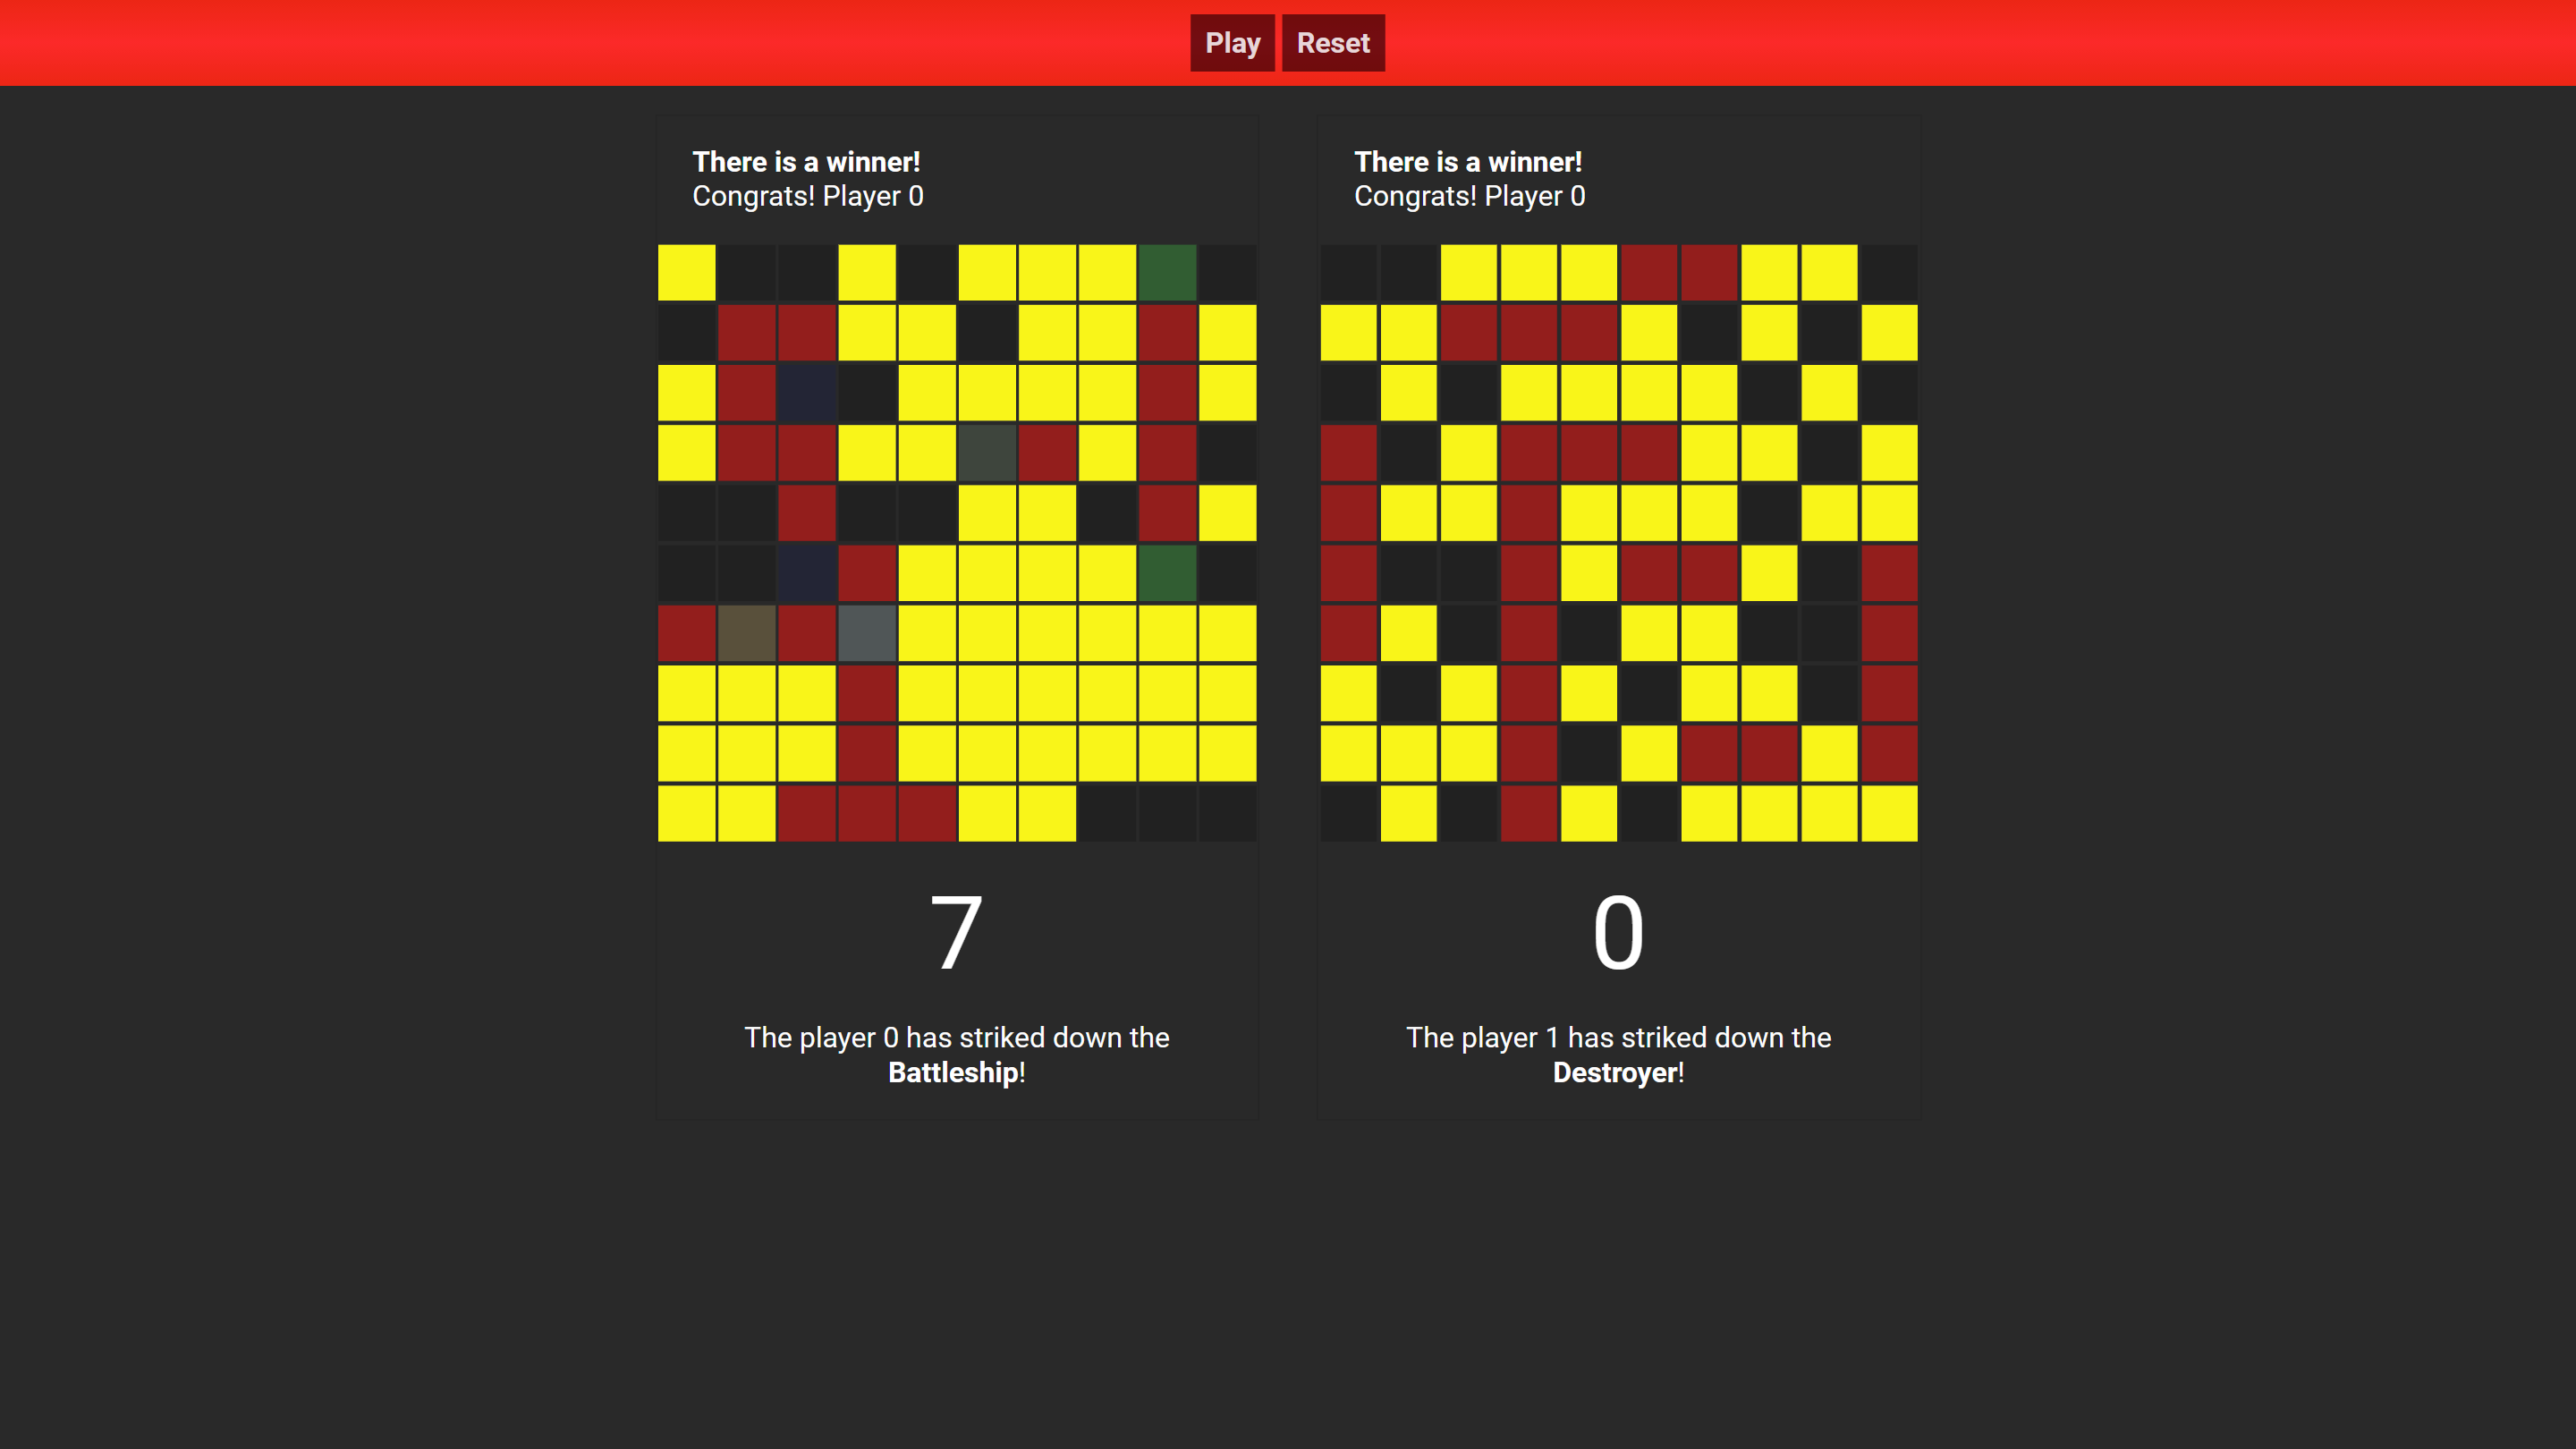 Play Reset
There is a winner!
Congrats! Player 0
7
The player 0 has striked down the
Battleship!
There is a winner!
Congrats! Player 0
0
The player 1 has striked down the
Destroyer!